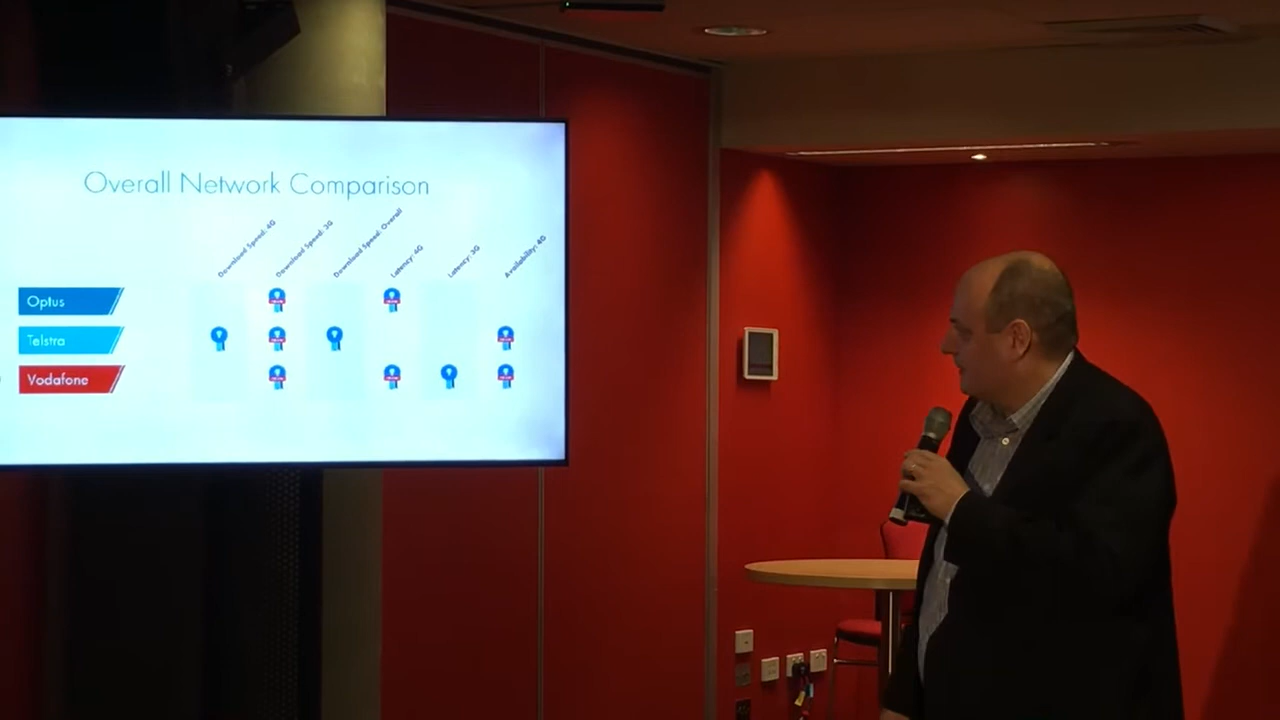 Overall Network Comparison
Download Speed: 4G
Download Speed: 3G
Download Speed: Overall
Latency: 4G
Latency: 3G
Availability: 4G
Optus
Telstra
Vodafone